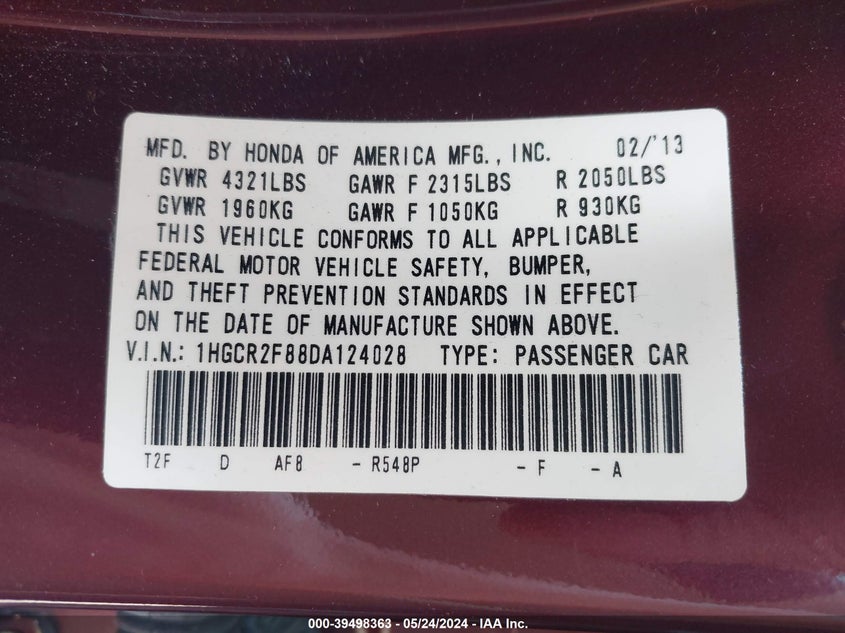 MFD. BY HONDA OF AMERICA MFG., INC. 02/'13
GVWR 4321LBS GAWR F 2315LBS R 2050LBS
GVWR 1960KG GAWR F 1050KG R 930KG
THIS VEHICLE CONFORMS TO ALL APPLICABLE
FEDERAL MOTOR VEHICLE SAFETY, BUMPER,
AND THEFT PREVENTION STANDARDS IN EFFECT
ON THE DATE OF MANUFACTURE SHOWN ABOVE.
V.I.N.: 1HGCR2F88DA124028 TYPE: PASSENGER CAR
T2F D AF8 - R548P - F - A
000-39498363 - 05/24/2024 - IAA Inc.